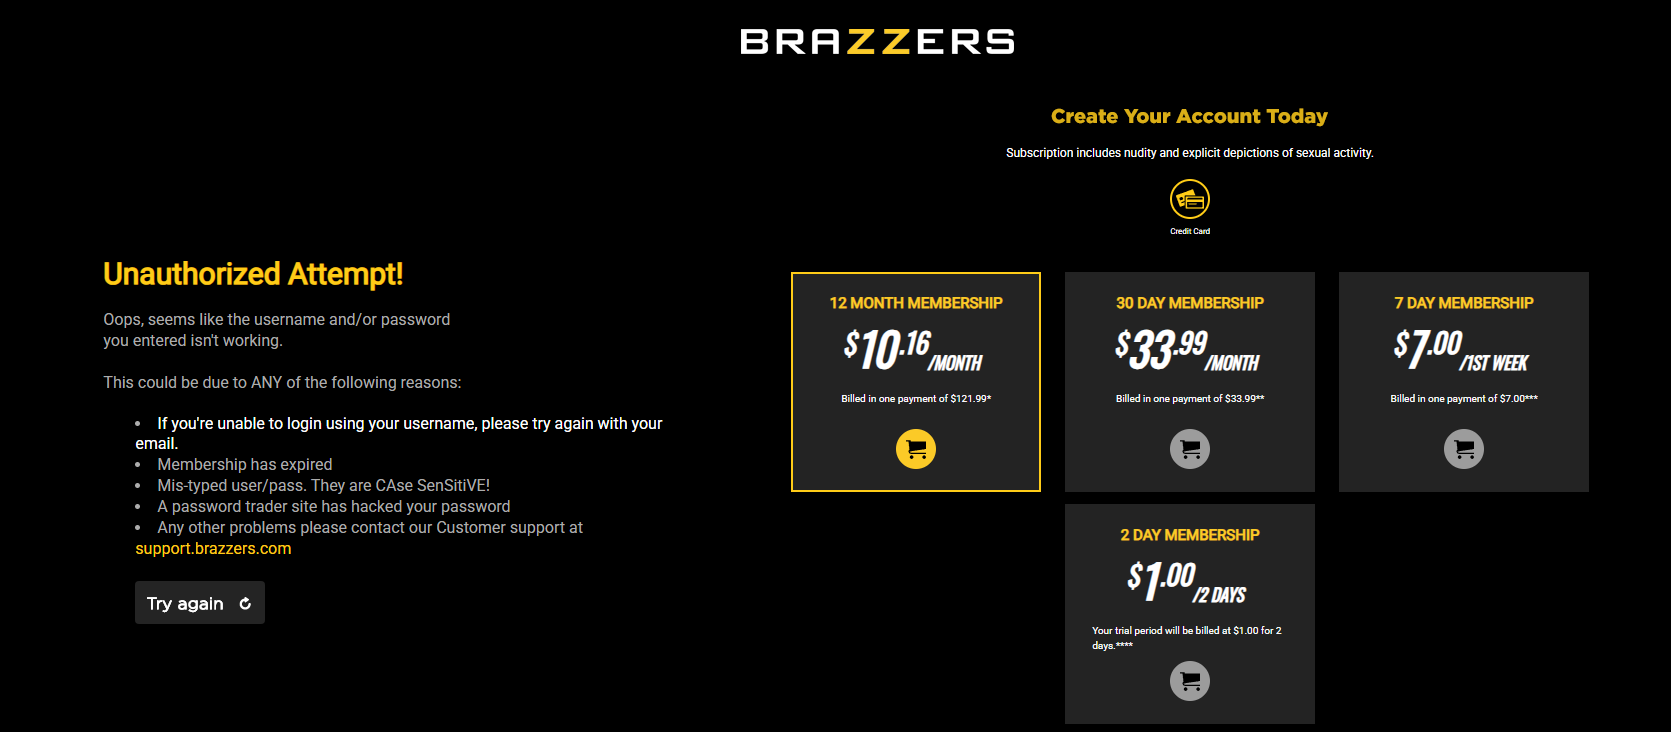 BRAZZERS
Unauthorized Attempt!
Oops, seems like the username and/or password
you entered isn't working.
This could be due to ANY of the following reasons:
• If you're unable to login using your username, please try again with your
email.
• Membership has expired
• Mis-typed user/pass. They are CAse SenSitiVE!
• A password trader site has hacked your password
• Any other problems please contact our Customer support at
support.brazzers.com
Try again
Create Your Account Today
Subscription includes nudity and explicit depictions of sexual activity.
Credit Card
12 MONTH MEMBERSHIP
$10.16/MONTH
Billed in one payment of $121.99*
30 DAY MEMBERSHIP
$33.99/MONTH
Billed in one payment of $33.99**
7 DAY MEMBERSHIP
$7.00/1ST WEEK
Billed in one payment of $7.00***
2 DAY MEMBERSHIP
$1.00/2 DAYS
Your trial period will be billed at $1.00 for 2
days.****